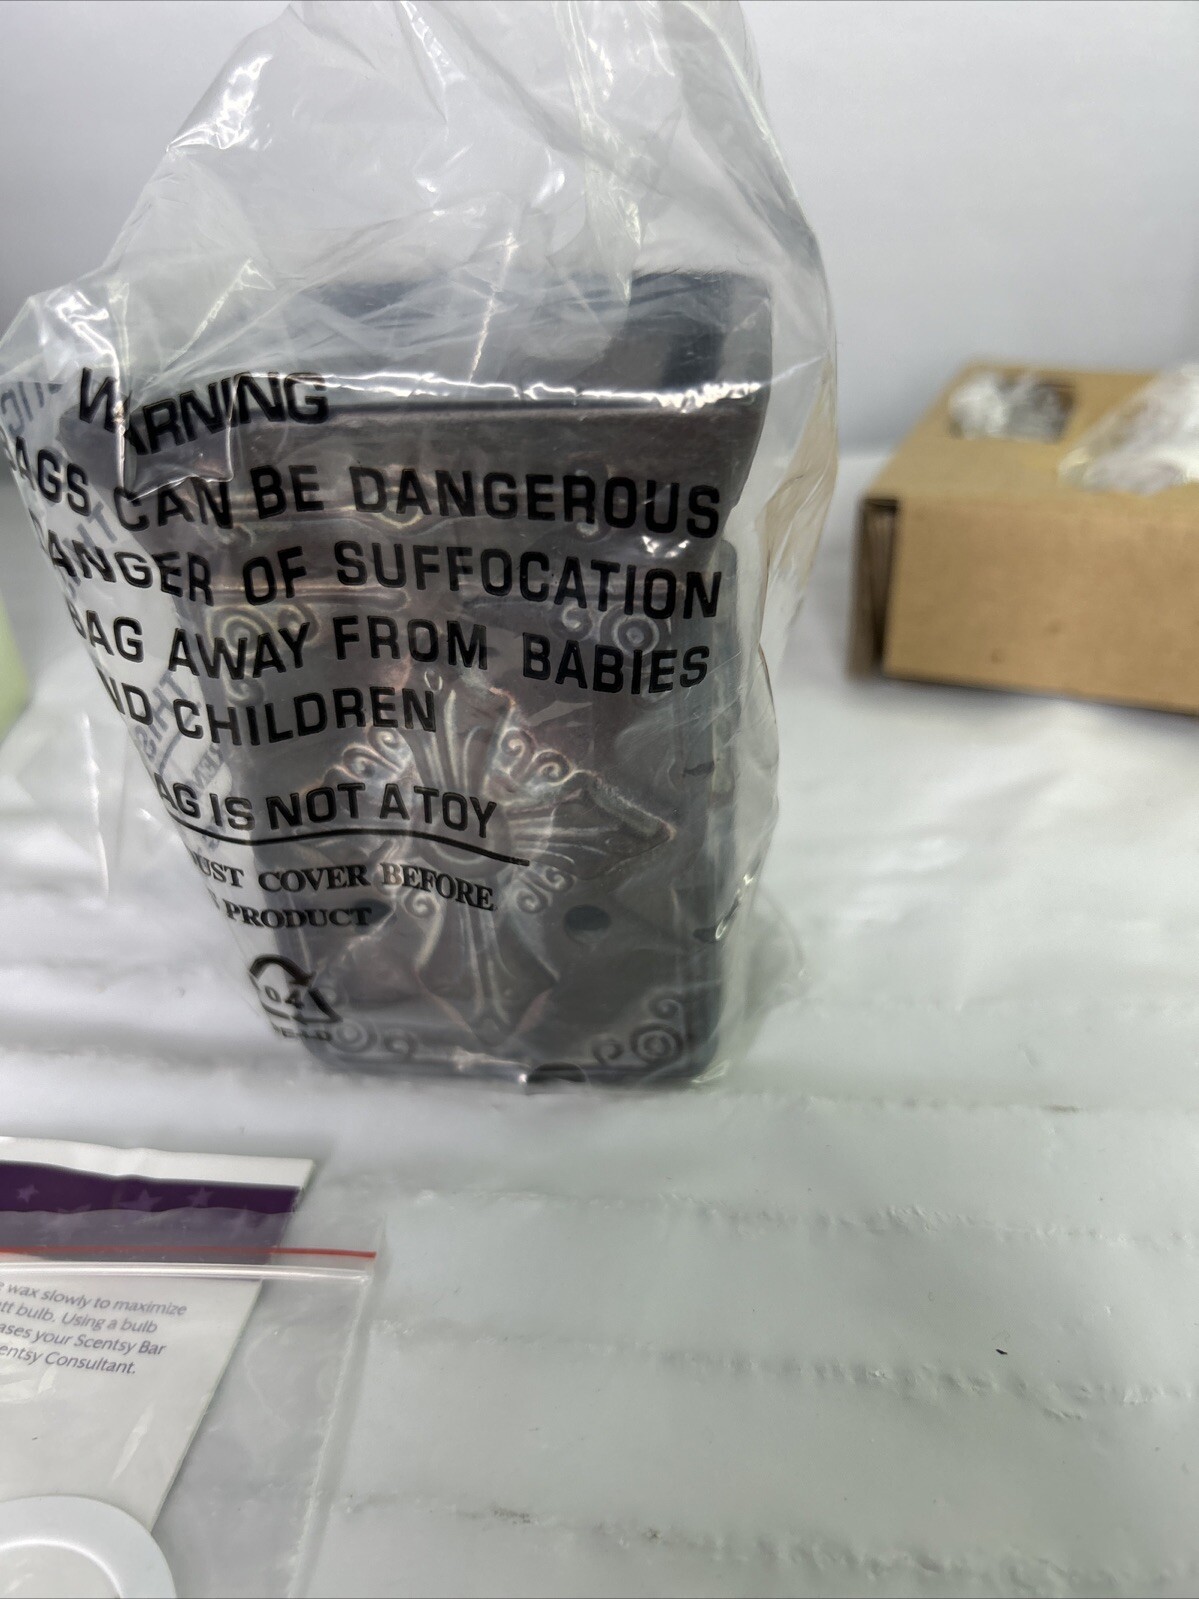 WARNING
BAGS CAN BE DANGEROUS
DANGER OF SUFFOCATION
BAG AWAY FROM BABIES
AND CHILDREN
BAG IS NOT A TOY
DUST COVER BEFORE
PRODUCT
04
wax slowly to maximize
bulb. Using a bulb
your Scentsy Bar
Scentsy Consultant.